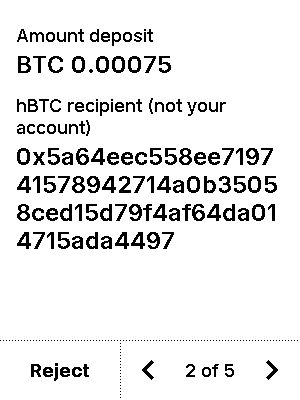 Amount deposit
BTC 0.00075
hBTC recipient (not your
account)
0x5a64eec558ee7197
41578942714a0b3505
8ced15d79f4af64da01
4715ada4497
Reject
2 of 5